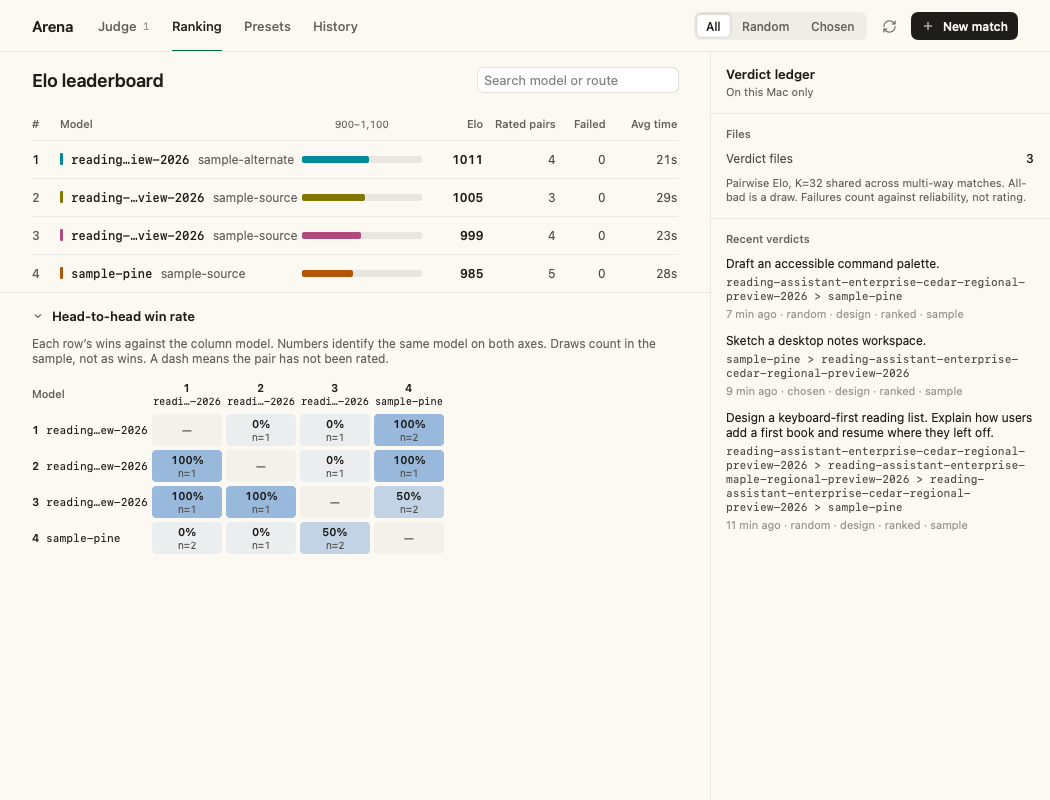 Arena
Judge 1
Ranking
Presets
History
All
Random
Chosen
+ New match
Elo leaderboard
Search model or route
# Model 900–1,100 Elo Rated pairs Failed Avg time
1 reading…iew-2026 sample-alternate 1011 4 0 21s
2 reading-…view-2026 sample-source 1005 3 0 29s
3 reading-…view-2026 sample-source 999 4 0 23s
4 sample-pine sample-source 985 5 0 28s
Head-to-head win rate
Each row's wins against the column model. Numbers identify the same model on both axes. Draws count in the
sample, not as wins. A dash means the pair has not been rated.
Model
1 2 3 4
readi…-2026 readi…-2026 readi…-2026 sample-pine
1 reading…ew-2026 — 0% 0% 100%
n=1 n=1 n=2
2 reading…ew-2026 100% — 0% 100%
n=1 n=1 n=1
3 reading…ew-2026 100% 100% — 50%
n=1 n=1 n=2
4 sample-pine 0% 0% 50% —
n=2 n=1 n=2
Verdict ledger
On this Mac only
Files
Verdict files 3
Pairwise Elo, K=32 shared across multi-way matches. All-
bad is a draw. Failures count against reliability, not rating.
Recent verdicts
Draft an accessible command palette.
reading-assistant-enterprise-cedar-regional-
preview-2026 > sample-pine
7 min ago · random · design · ranked · sample
Sketch a desktop notes workspace.
sample-pine > reading-assistant-enterprise-
cedar-regional-preview-2026
9 min ago · chosen · design · ranked · sample
Design a keyboard-first reading list. Explain how users
add a first book and resume where they left off.
reading-assistant-enterprise-cedar-regional-
preview-2026 > reading-assistant-enterprise-
maple-regional-preview-2026 > reading-
assistant-enterprise-cedar-regional-
preview-2026 > sample-pine
11 min ago · random · design · ranked · sample